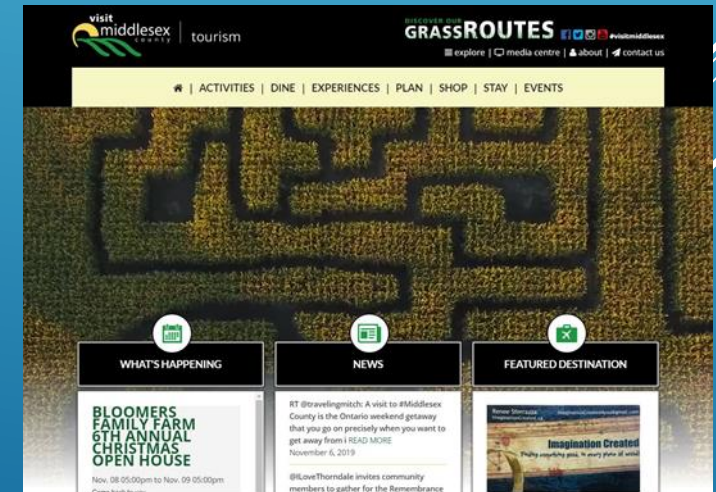 visit
middlesex
county
tourism
DISCOVER OUR
GRASSROUTES
#visitmiddlesex
explore | media centre | about | contact us
| ACTIVITIES | DINE | EXPERIENCES | PLAN | SHOP | STAY | EVENTS
WHAT'S HAPPENING
BLOOMERS
FAMILY FARM
6TH ANNUAL
CHRISTMAS
OPEN HOUSE
Nov. 08 05:00pm to Nov. 09 05:00pm
NEWS
RT @travelingmitch: A visit to #Middlesex
County is the Ontario weekend getaway
that you go on precisely when you want to
get away from i READ MORE
November 6, 2019
@ILoveThorndale invites community
members to gather for the Remembrance
FEATURED DESTINATION
Imagination Created